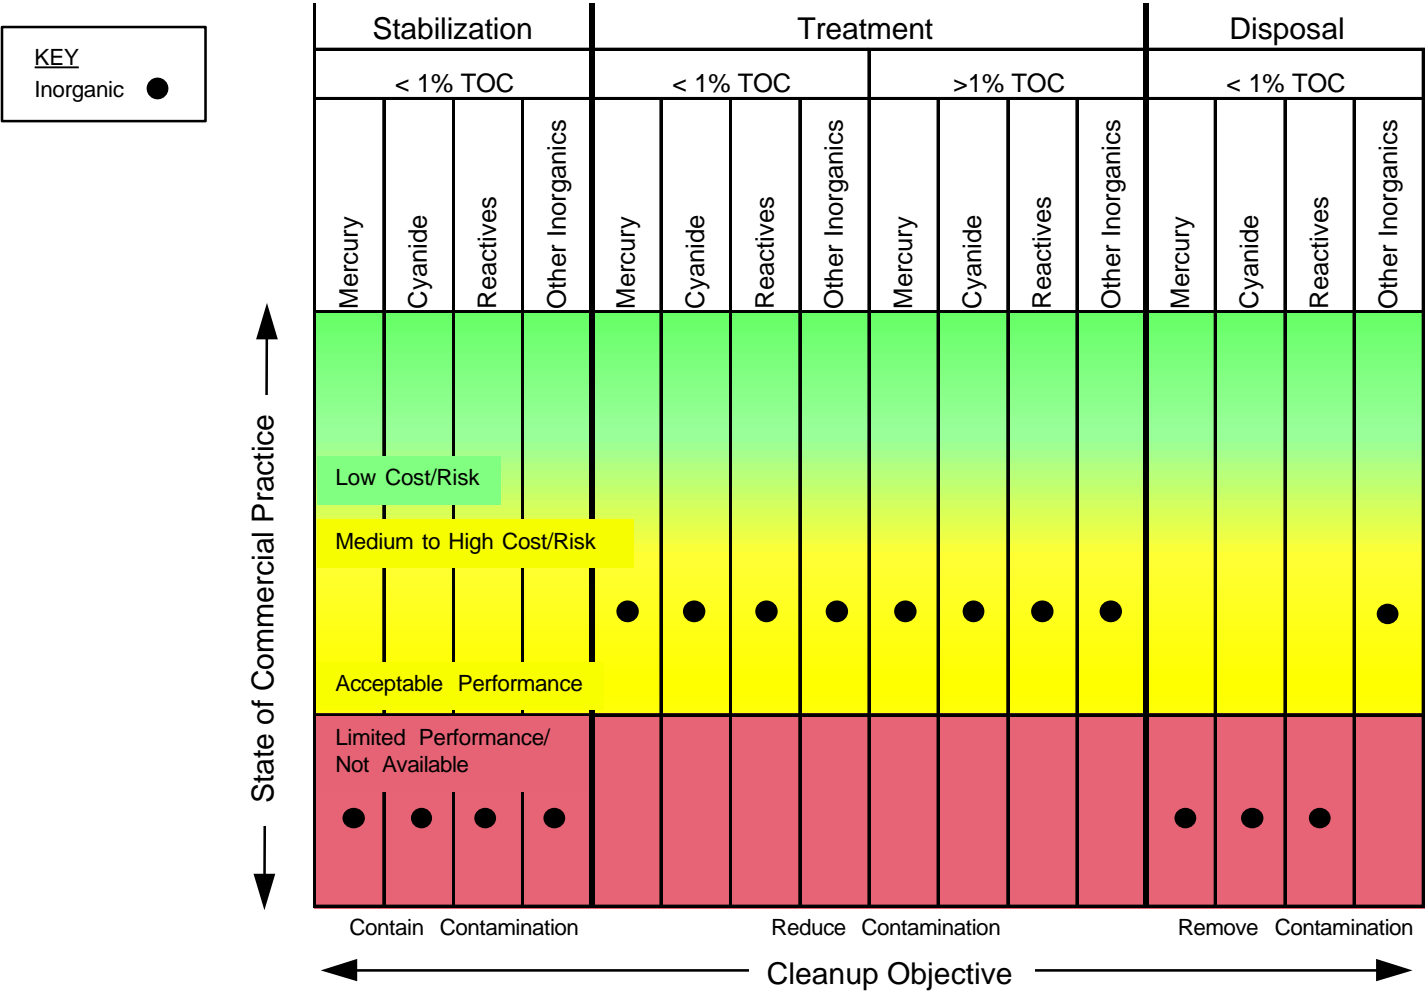 KEY
Inorganic
Stabilization
Treatment
Disposal
< 1% TOC
< 1% TOC
>1% TOC
< 1% TOC
Mercury
Cyanide
Reactives
Other Inorganics
Mercury
Cyanide
Reactives
Other Inorganics
Mercury
Cyanide
Reactives
Other Inorganics
Mercury
Cyanide
Reactives
Other Inorganics
State of Commercial Practice
Low Cost/Risk
Medium to High Cost/Risk
Acceptable Performance
Limited Performance/
Not Available
Contain Contamination
Reduce Contamination
Remove Contamination
Cleanup Objective